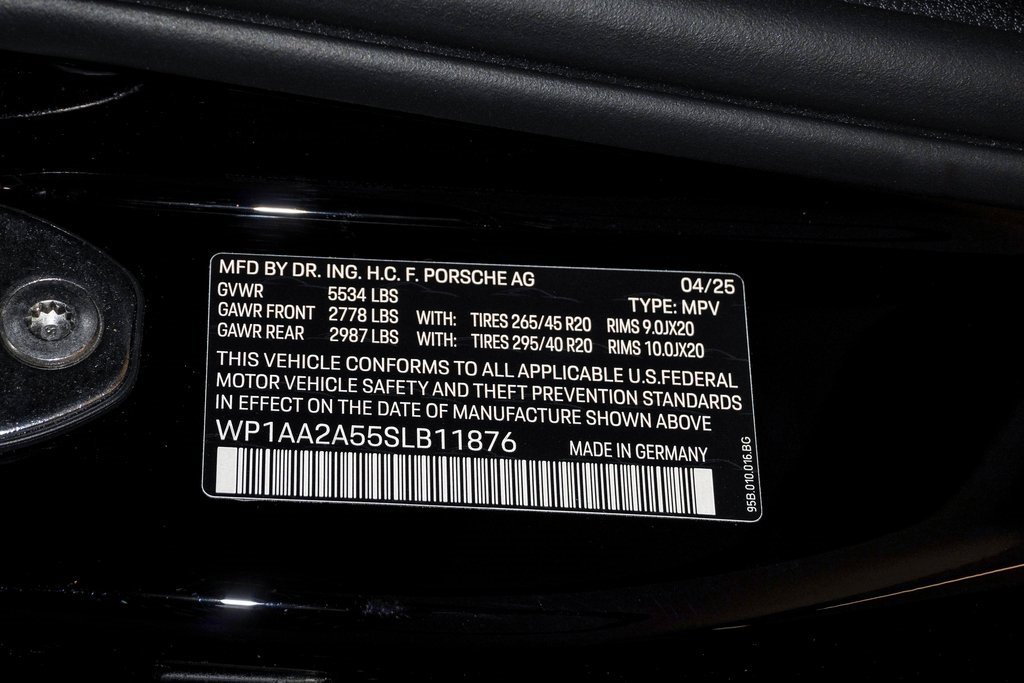 MFD BY DR. ING. H.C. F. PORSCHE AG 04/25
GVWR 5534 LBS TYPE: MPV
GAWR FRONT 2778 LBS WITH: TIRES 265/45 R20 RIMS 9.0JX20
GAWR REAR 2987 LBS WITH: TIRES 295/40 R20 RIMS 10.0JX20
THIS VEHICLE CONFORMS TO ALL APPLICABLE U.S.FEDERAL
MOTOR VEHICLE SAFETY AND THEFT PREVENTION STANDARDS
IN EFFECT ON THE DATE OF MANUFACTURE SHOWN ABOVE
WP1AA2A55SLB11876 MADE IN GERMANY
95B.010.016.BG